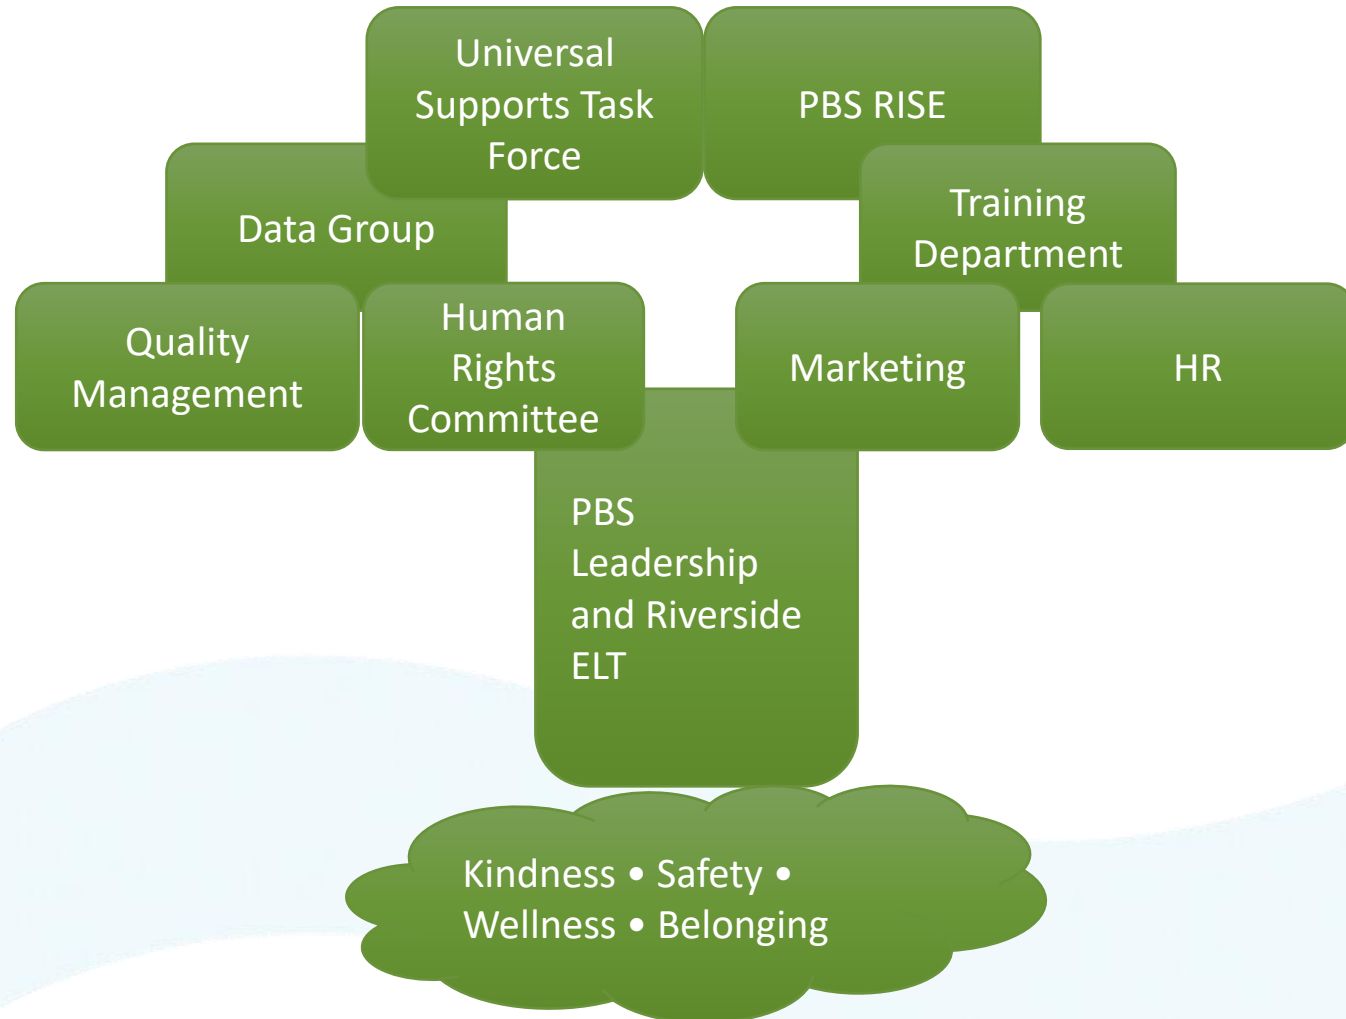 Universal
Supports Task
Force
PBS RISE
Data Group
Training
Department
Quality
Management
Human
Rights
Committee
Marketing
HR
PBS
Leadership
and Riverside
ELT
Kindness • Safety •
Wellness • Belonging